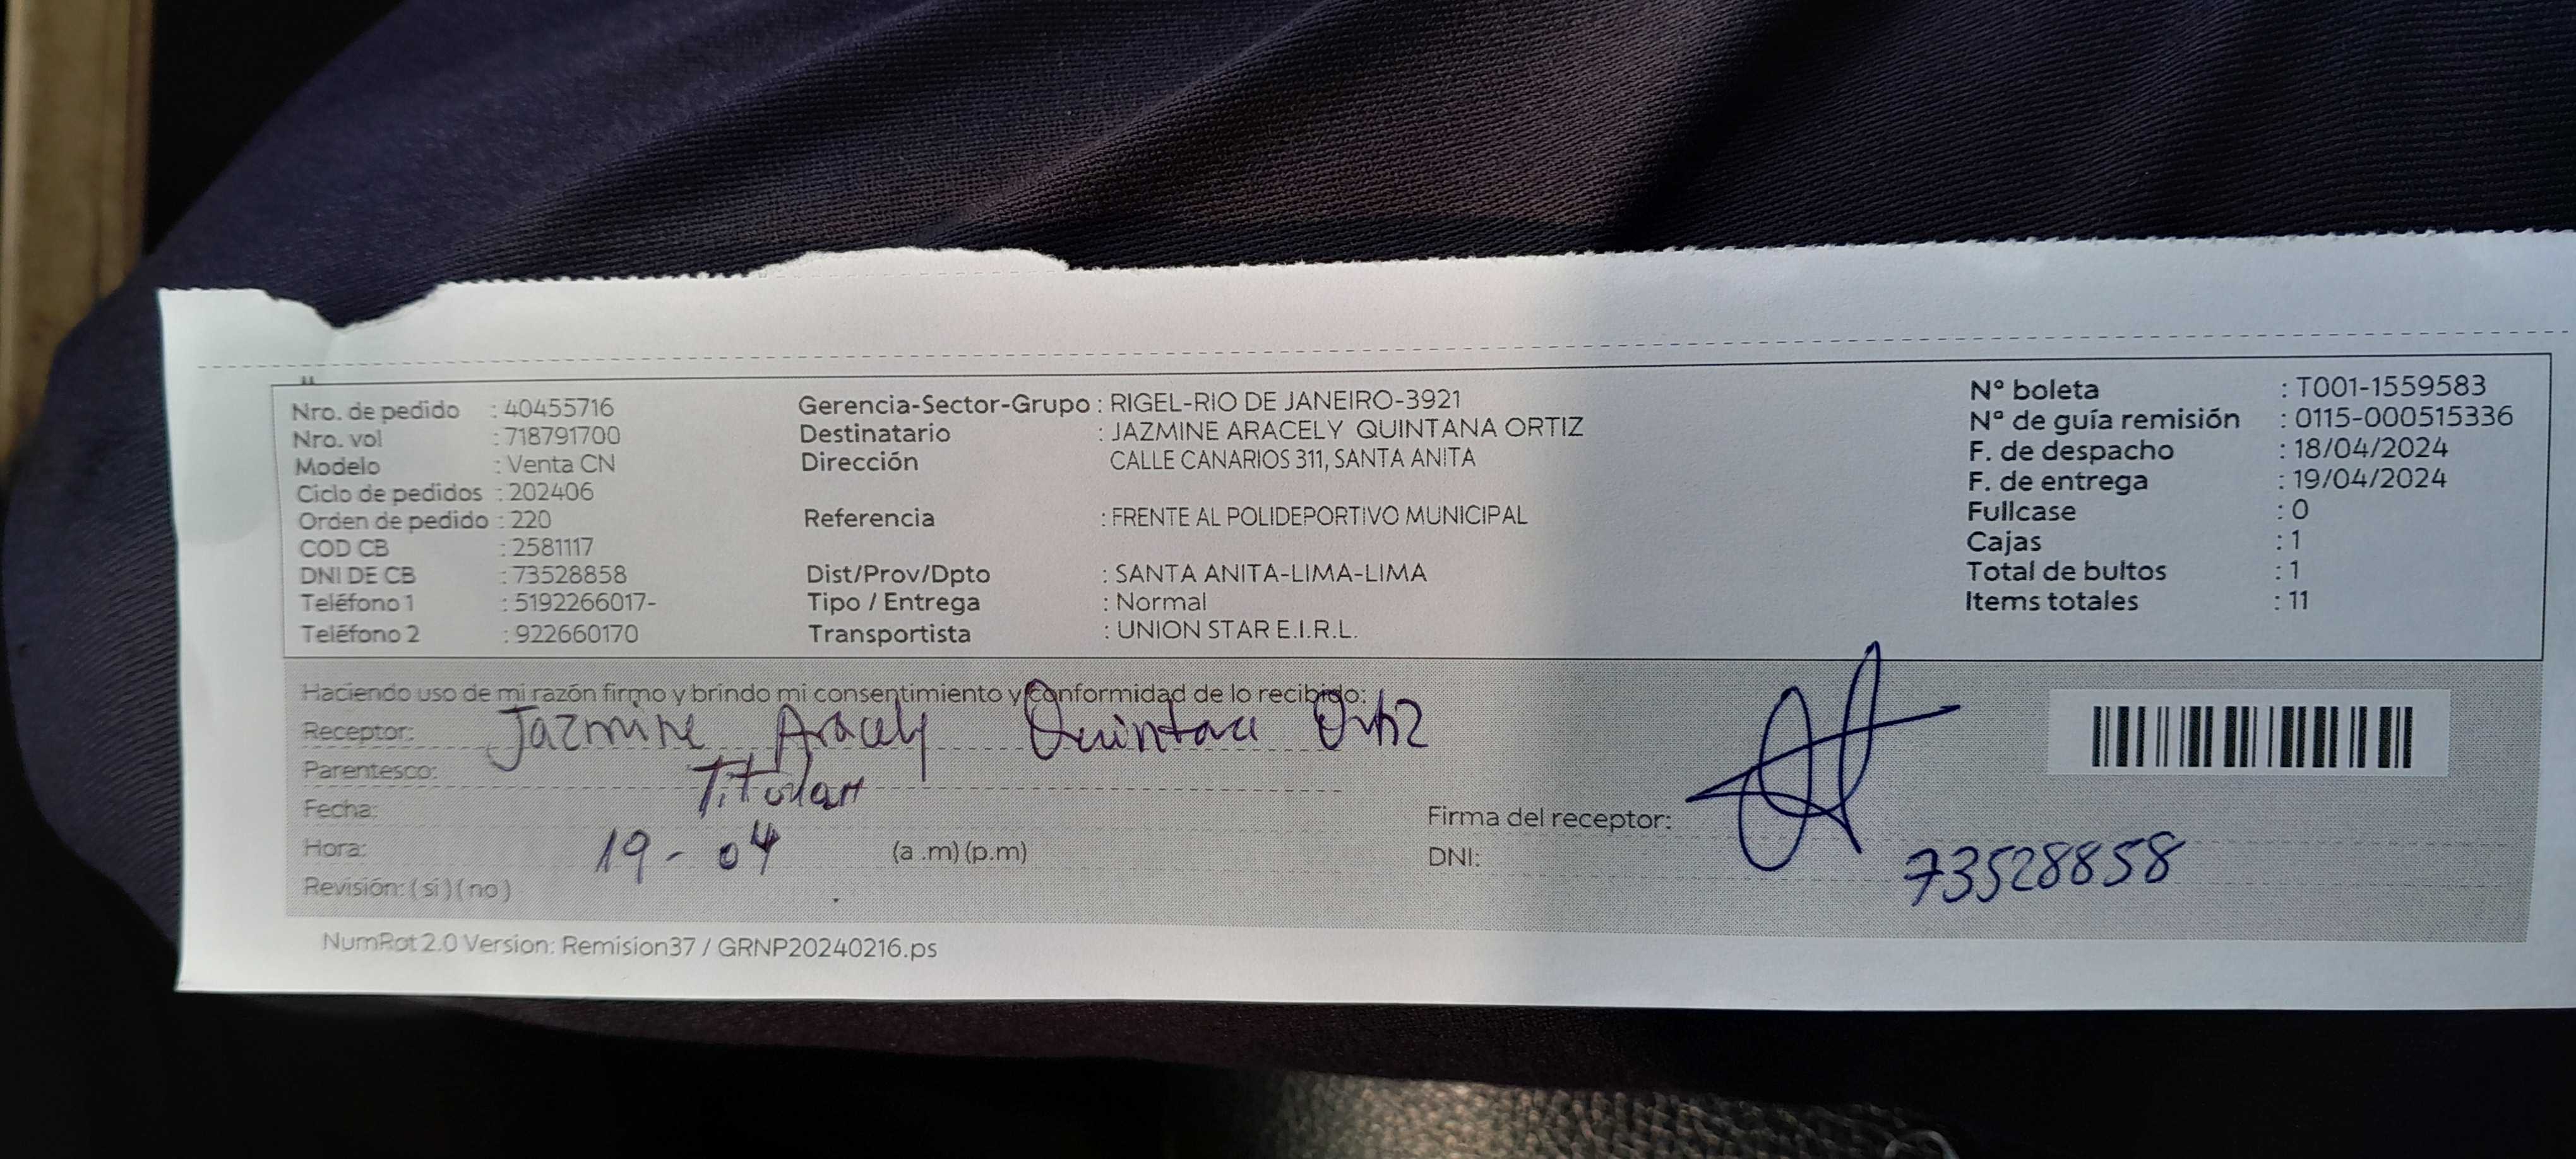 Nro. de pedido : 40455716
Nro. vol : 718791700
Modelo : Venta CN
Ciclo de pedidos : 202406
Orden de pedido : 220
COD CB : 2581117
DNI DE CB : 73528858
Teléfono 1 : 5192266017-
Teléfono 2 : 922660170
Gerencia-Sector-Grupo : RIGEL-RIO DE JANEIRO-3921
Destinatario : JAZMINE ARACELY QUINTANA ORTIZ
Dirección CALLE CANARIOS 311, SANTA ANITA
Referencia : FRENTE AL POLIDEPORTIVO MUNICIPAL
Dist/Prov/Dpto : SANTA ANITA-LIMA-LIMA
Tipo / Entrega : Normal
Transportista : UNION STAR E.I.R.L.
N° boleta : T001-1559583
N° de guía remisión : 0115-000515336
F. de despacho : 18/04/2024
F. de entrega : 19/04/2024
Fullcase : 0
Cajas : 1
Total de bultos : 1
Items totales : 11
Haciendo uso de mi razón firmo y brindo mi consentimiento y conformidad de lo recibido:
Receptor: Jazmine Aracely Quintana Ortiz
Parentesco: Titular
Fecha:
Hora: 19-04 (a .m) (p.m)
Revisión: ( si ) ( no )
Firma del receptor:
DNI: 73528858
NumRot 2.0 Version: Remision37 / GRNP20240216.ps